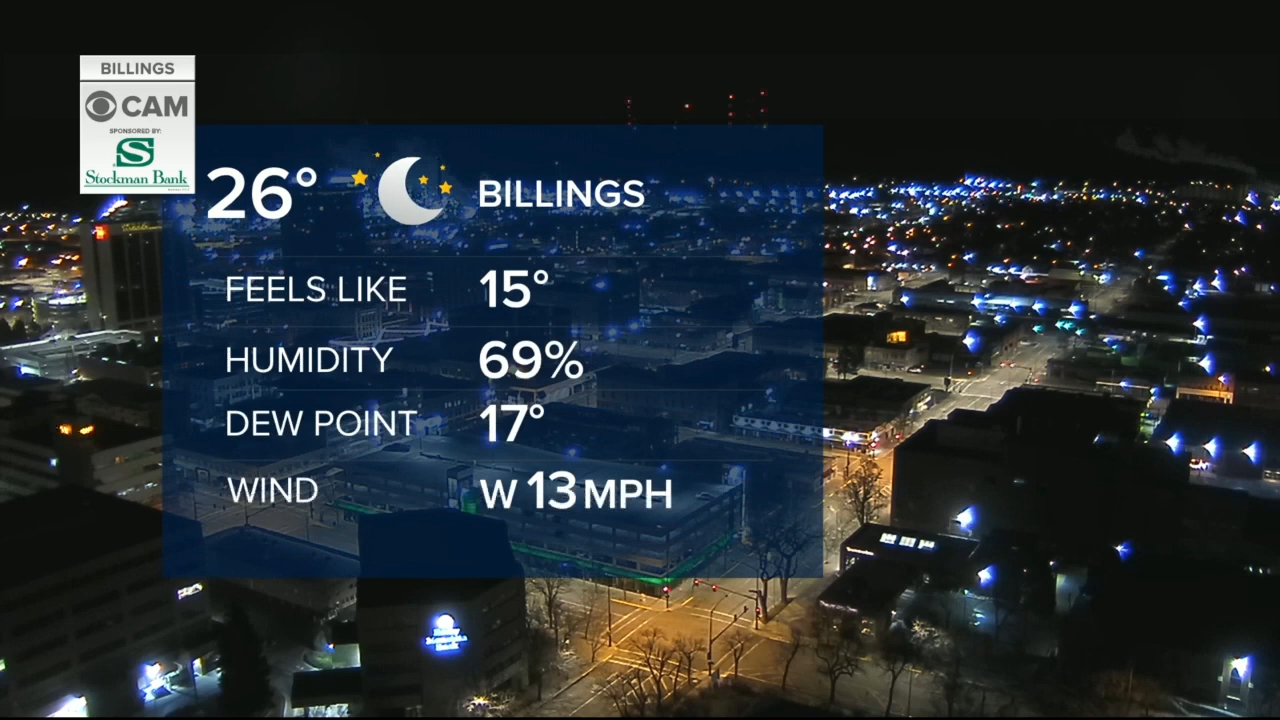 BILLINGS
CAM
SPONSORED BY:
Stockman Bank
26° BILLINGS
FEELS LIKE 15°
HUMIDITY 69%
DEW POINT 17°
WIND W 13 MPH